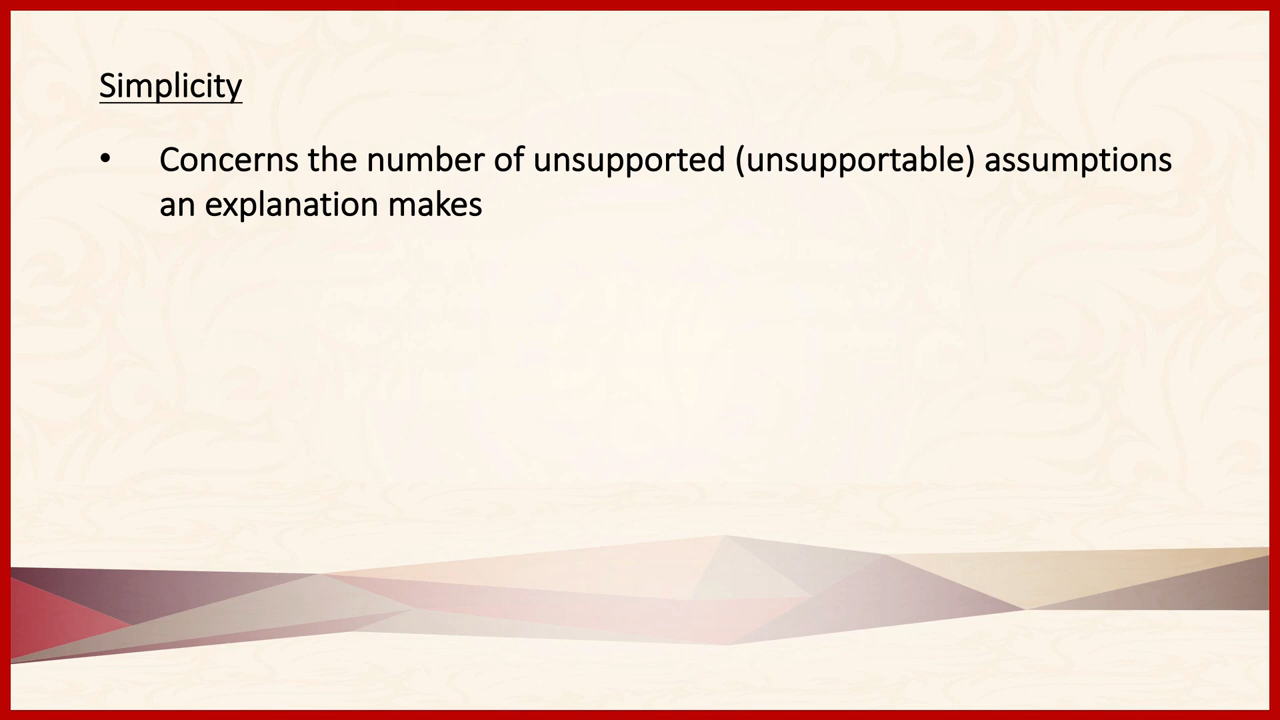 Simplicity
• Concerns the number of unsupported (unsupportable) assumptions
an explanation makes